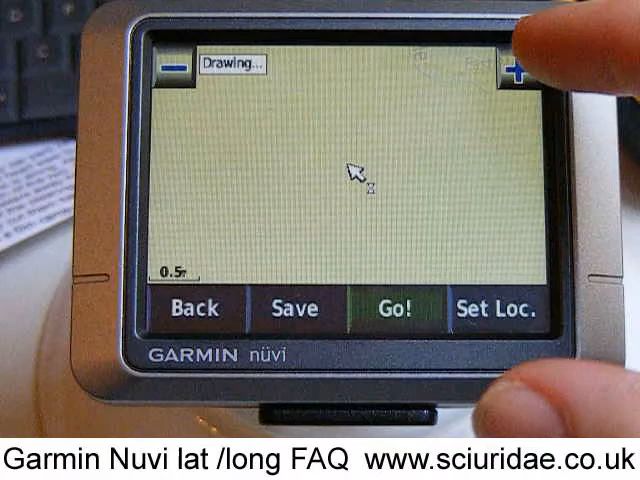 Drawing...
0.5
Back Save Go! Set Loc.
GARMIN nüvi
Garmin Nuvi lat /long FAQ www.sciuridae.co.uk